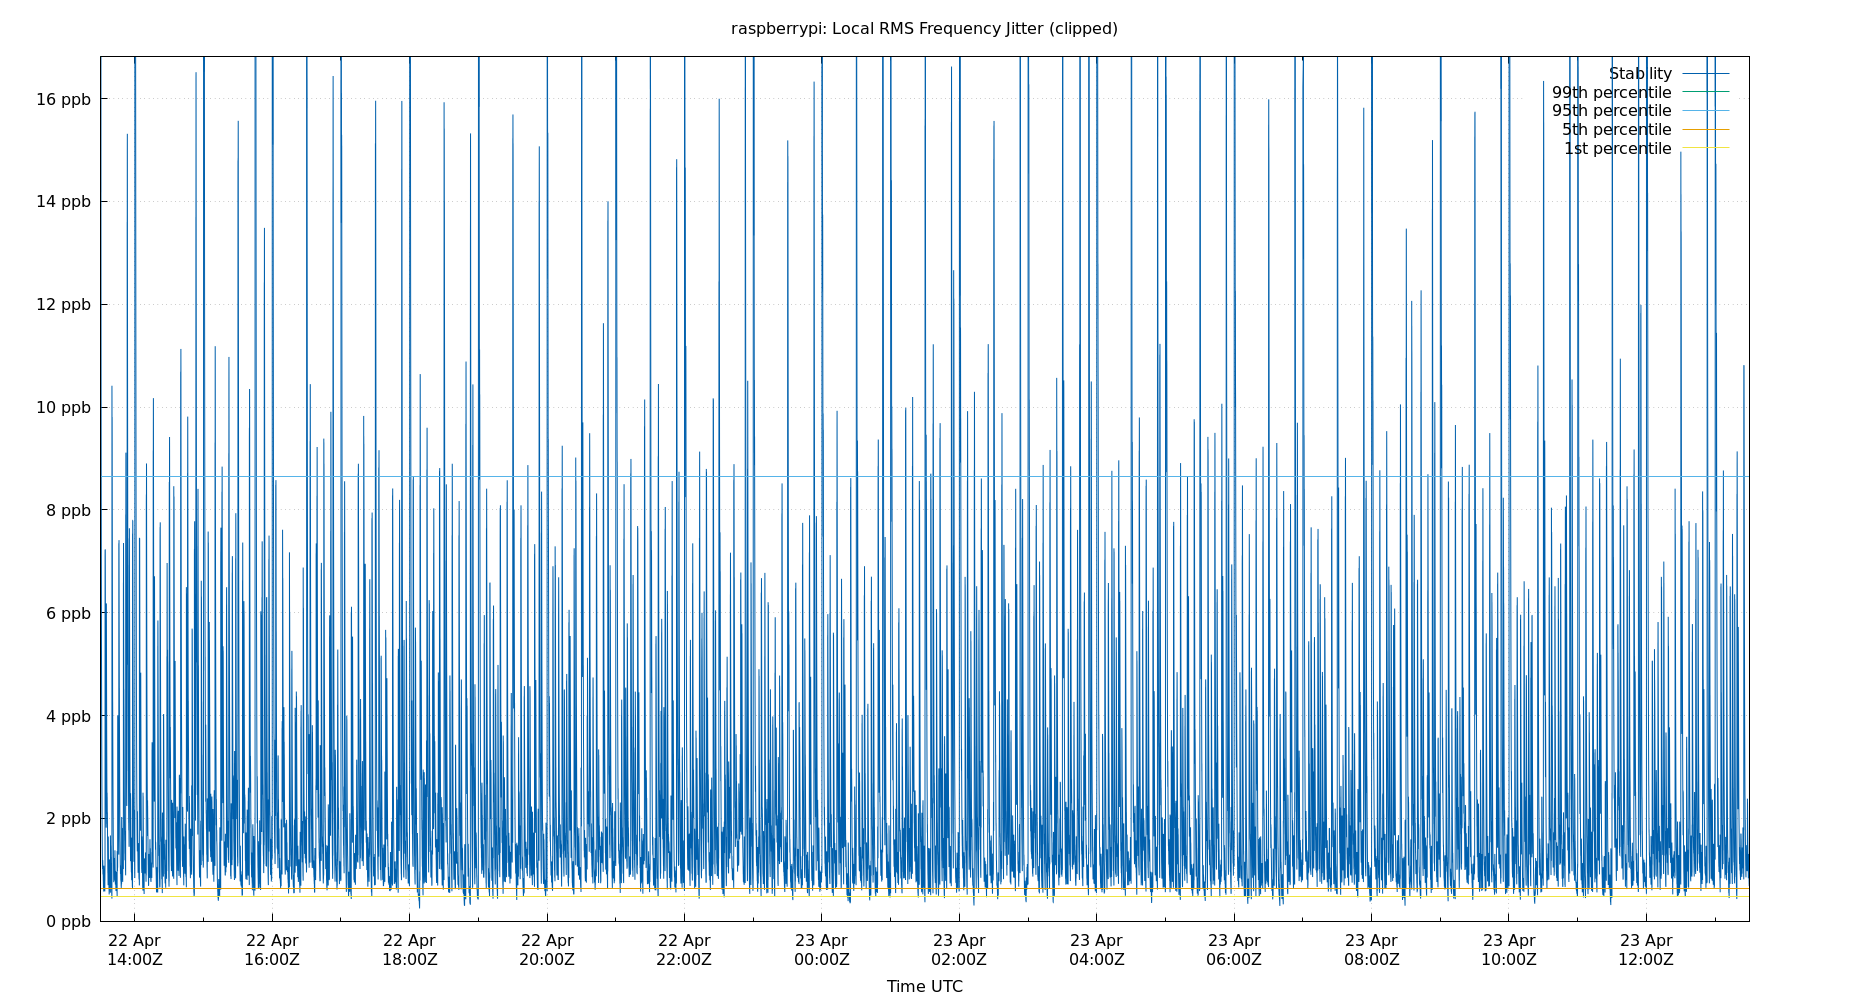 raspberrypi: Local RMS Frequency Jitter (clipped)
Stability
99th percentile
95th percentile
5th percentile
1st percentile
16 ppb
14 ppb
12 ppb
10 ppb
8 ppb
6 ppb
4 ppb
2 ppb
0 ppb
22 Apr 22 Apr 22 Apr 22 Apr 22 Apr 23 Apr 23 Apr 23 Apr 23 Apr 23 Apr 23 Apr 23 Apr
14:00Z 16:00Z 18:00Z 20:00Z 22:00Z 00:00Z 02:00Z 04:00Z 06:00Z 08:00Z 10:00Z 12:00Z
Time UTC